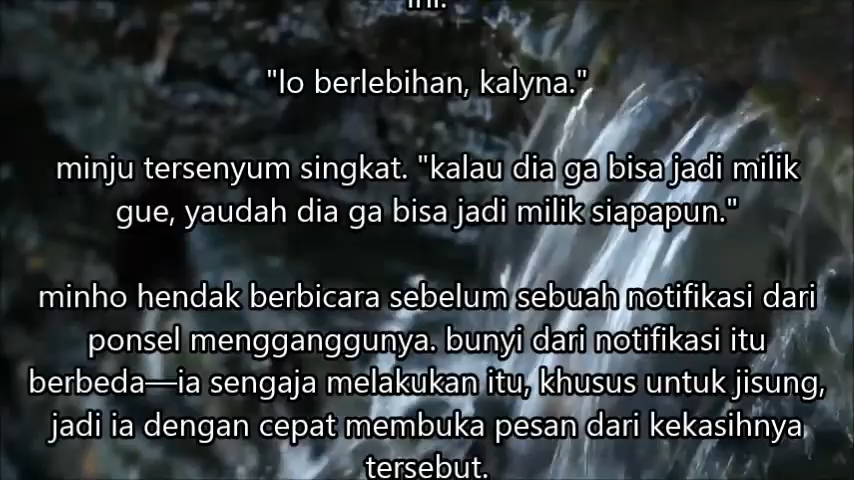 ini.
"lo berlebihan, kalyna."
minju tersenyum singkat. "kalau dia ga bisa jadi milik
gue, yaudah dia ga bisa jadi milik siapapun."
minho hendak berbicara sebelum sebuah notifikasi dari
ponsel mengganggunya. bunyi dari notifikasi itu
berbeda—ia sengaja melakukan itu, khusus untuk jisung,
jadi ia dengan cepat membuka pesan dari kekasihnya
tersebut.